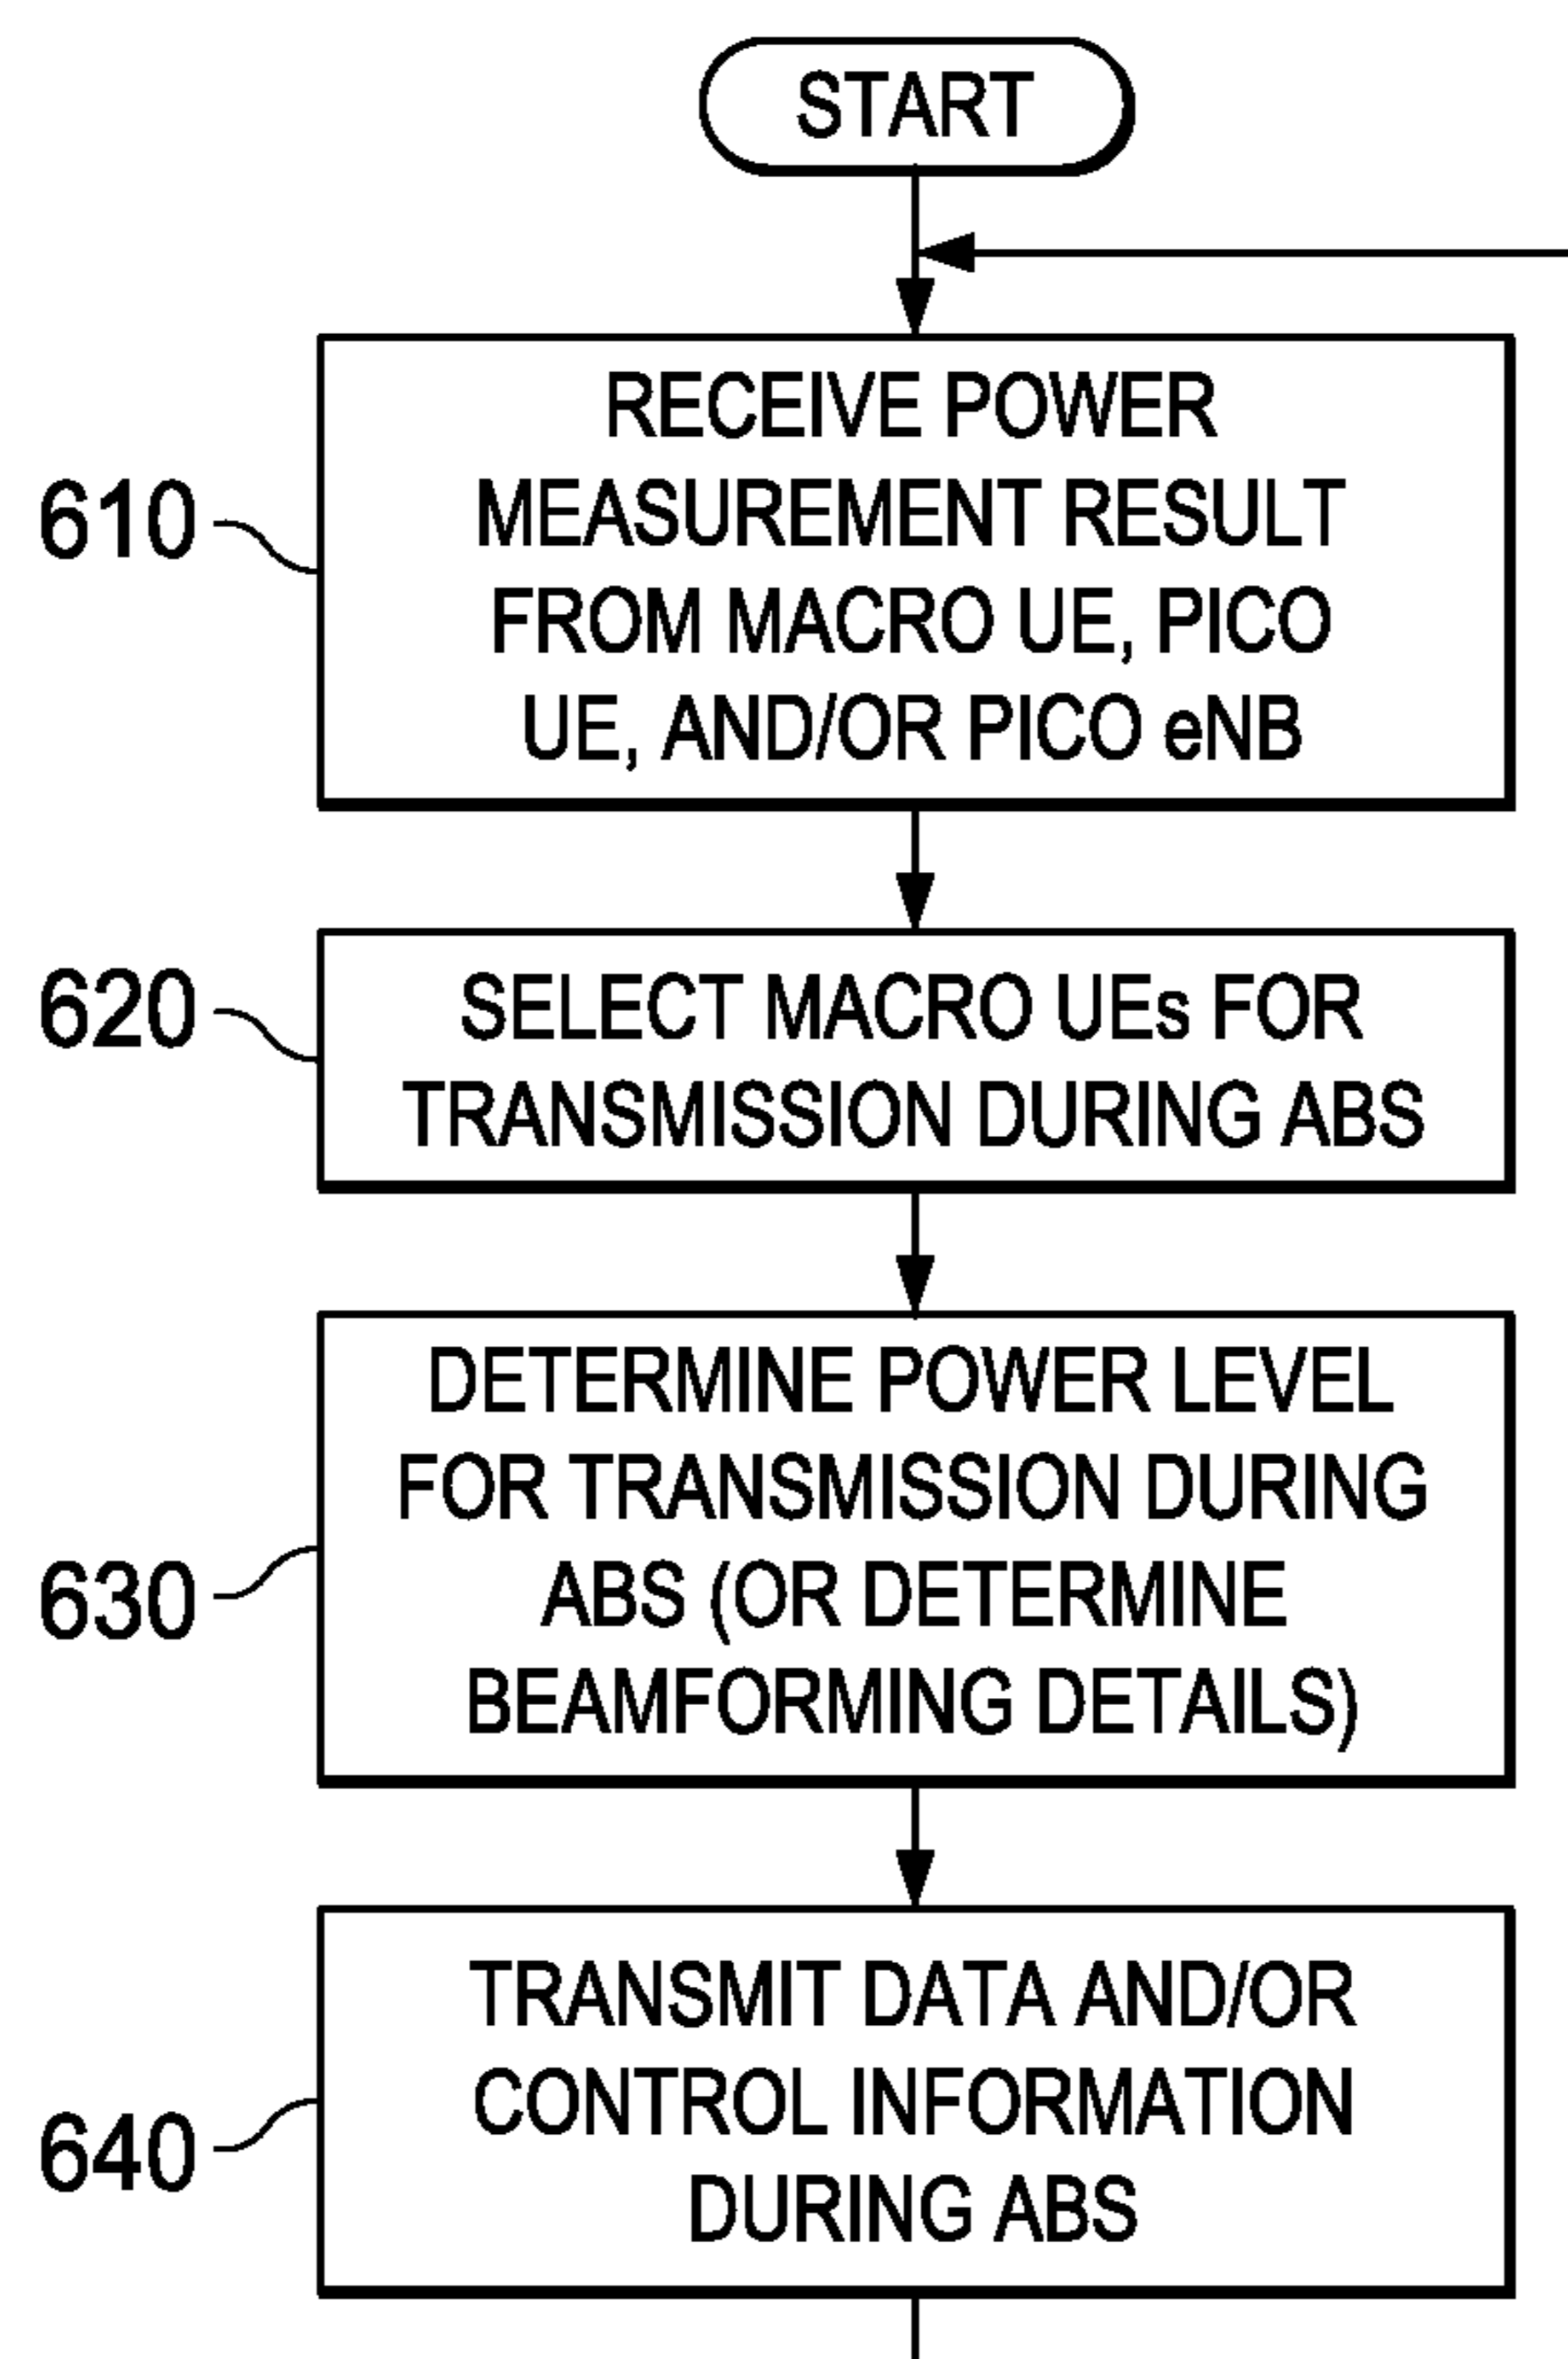 START
610
RECEIVE POWER
MEASUREMENT RESULT
FROM MACRO UE, PICO
UE, AND/OR PICO eNB
620
SELECT MACRO UEs FOR
TRANSMISSION DURING ABS
630
DETERMINE POWER LEVEL
FOR TRANSMISSION DURING
ABS (OR DETERMINE
BEAMFORMING DETAILS)
640
TRANSMIT DATA AND/OR
CONTROL INFORMATION
DURING ABS